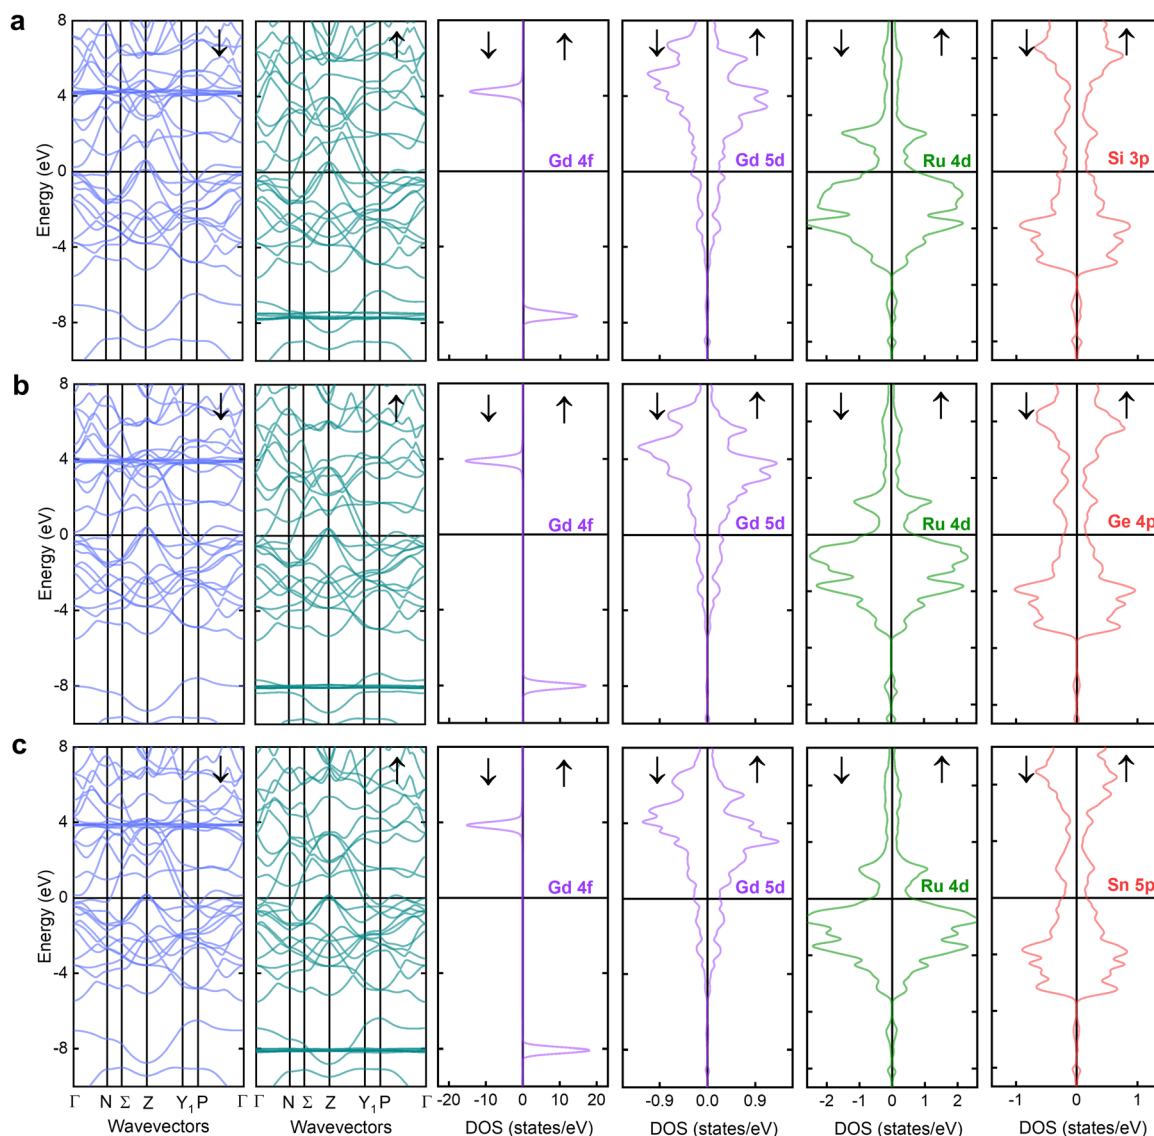 a
8
4
0
-4
-8
Energy (eV)
↓
↑
↓ ↑
Gd 4f
↓ ↑
Gd 5d
↓ ↑
Ru 4d
↓ ↑
Si 3p
b
8
4
0
-4
-8
Energy (eV)
↓
↑
↓ ↑
Gd 4f
↓ ↑
Gd 5d
↓ ↑
Ru 4d
↓ ↑
Ge 4p
c
8
4
0
-4
-8
Energy (eV)
↓
↑
↓ ↑
Gd 4f
↓ ↑
Gd 5d
↓ ↑
Ru 4d
↓ ↑
Sn 5p
Γ N Σ Z Y₁ P Γ
Wavevectors
N Σ Z Y₁ P Γ
Wavevectors
-20 -10 0 10 20
DOS (states/eV)
-0.9 0.0 0.9
DOS (states/eV)
-2 -1 0 1 2
DOS (states/eV)
-1 0 1
DOS (states/eV)